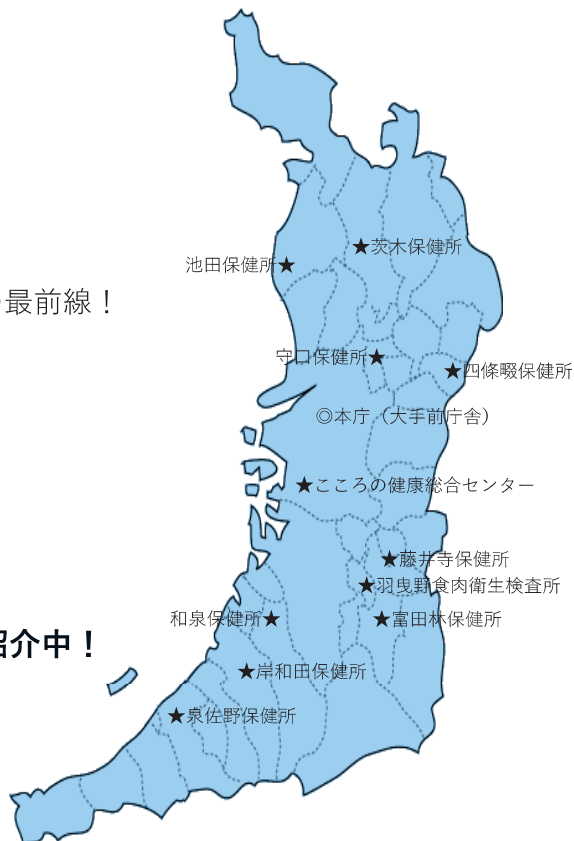 ★茨木保健所
池田保健所★
最前線！
守口保健所★
★四條畷保健所
◎本庁（大手前庁舎）
★こころの健康総合センター
★藤井寺保健所
★羽曳野食肉衛生検査所
和泉保健所★
★富田林保健所
紹介中！
★岸和田保健所
★泉佐野保健所